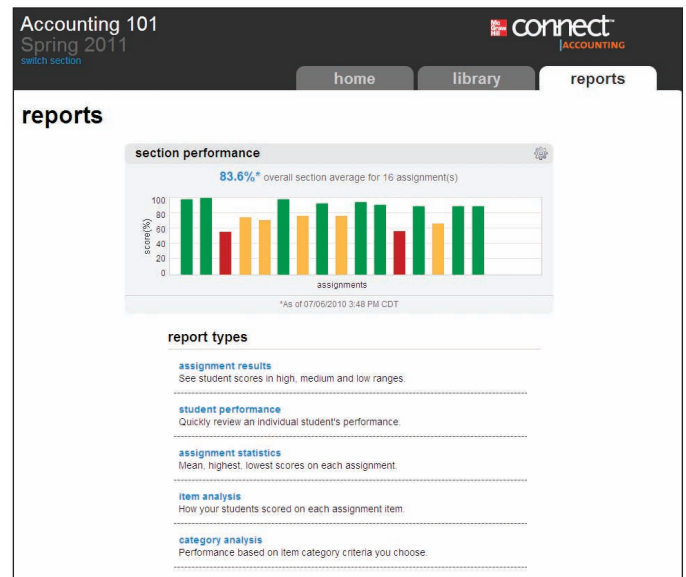 Accounting 101
Spring 2011
switch section
Mc
Graw
Hill
connect™
ACCOUNTING
home
library
reports
reports
section performance
83.6%* overall section average for 16 assignment(s)
score(%)
100
80
60
40
20
0
assignments
*As of 07/06/2010 3:48 PM CDT
report types
assignment results
See student scores in high, medium and low ranges.
student performance
Quickly review an individual student's performance.
assignment statistics
Mean, highest, lowest scores on each assignment.
item analysis
How your students scored on each assignment item.
category analysis
Performance based on item category criteria you choose.